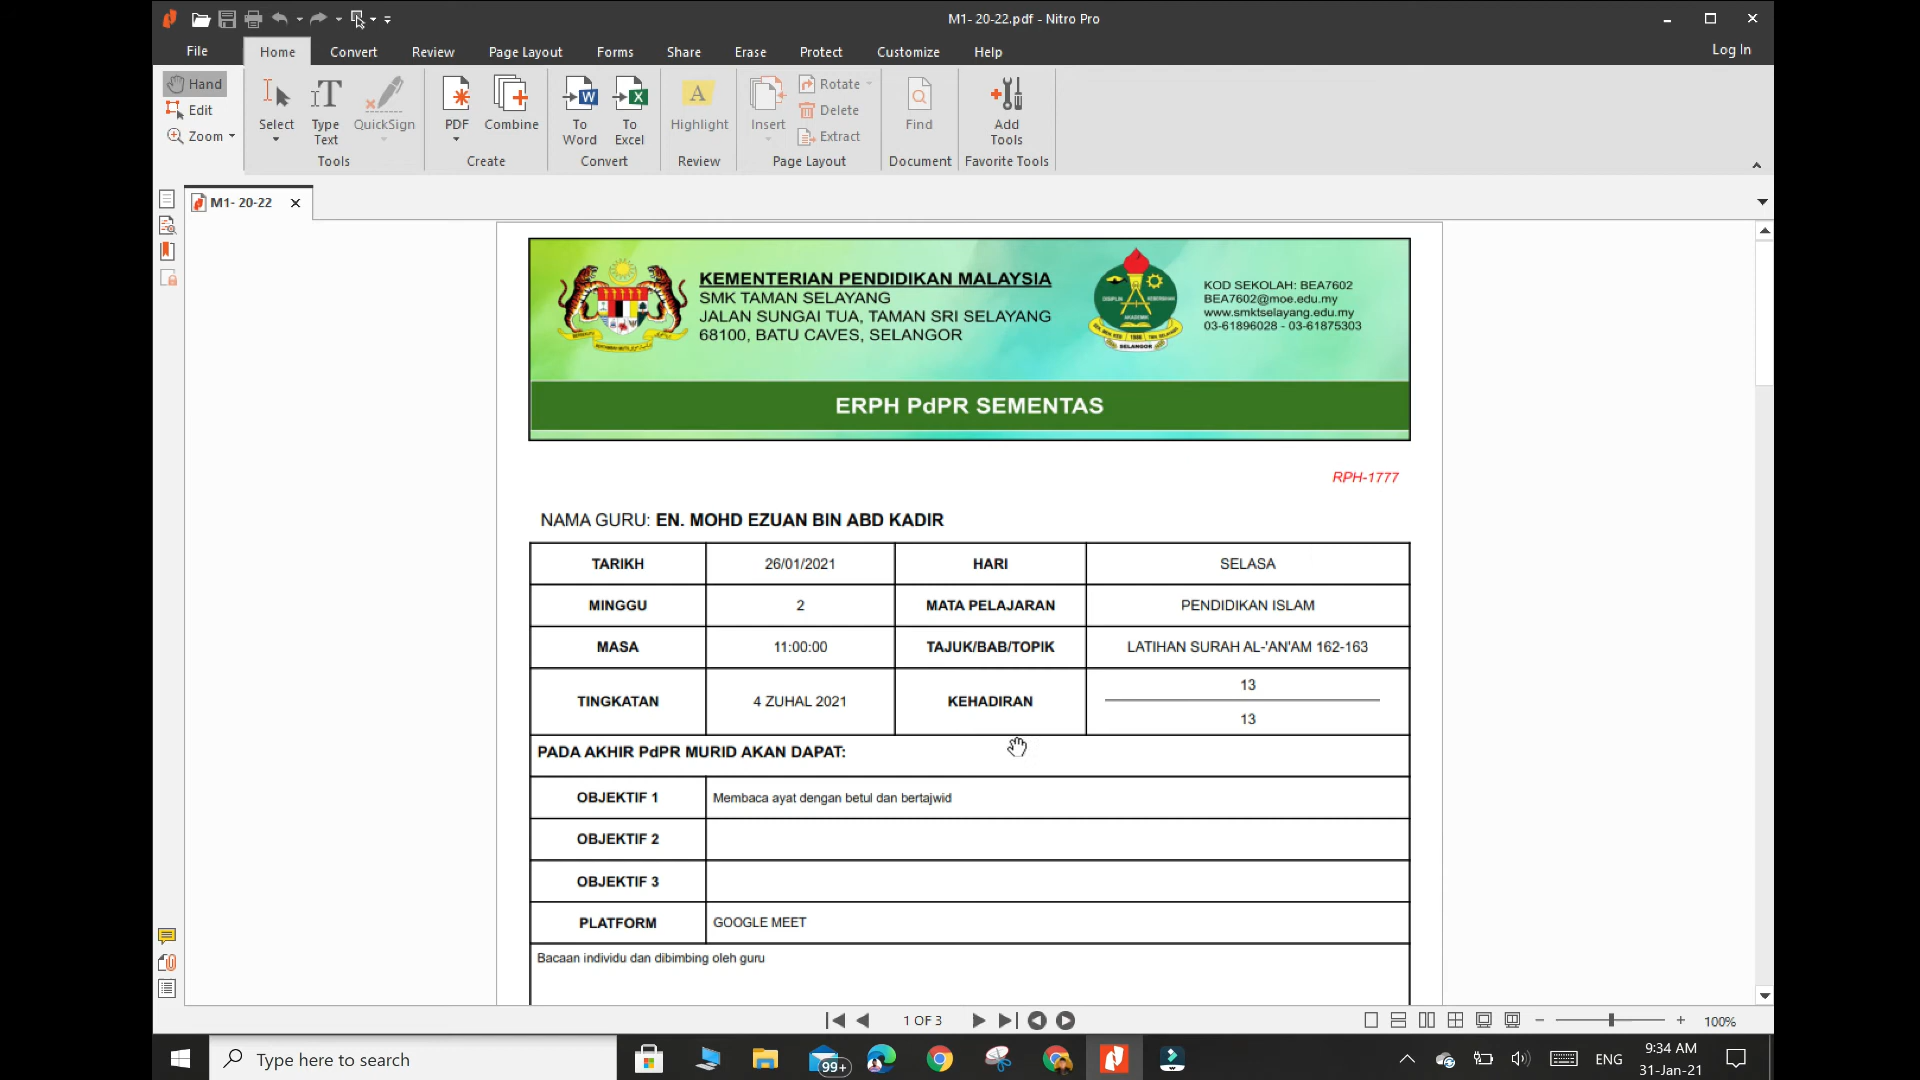 M1- 20-22.pdf - Nitro Pro
File Home Convert Review Page Layout Forms Share Erase Protect Customize Help Log In
Hand
Edit
Zoom
Select
Type Text
QuickSign
Tools
PDF
Combine
Create
To Word
To Excel
Convert
Highlight
Review
Insert
Rotate
Delete
Extract
Page Layout
Find
Document
Add Tools
Favorite Tools
M1- 20-22
KEMENTERIAN PENDIDIKAN MALAYSIA
SMK TAMAN SELAYANG
JALAN SUNGAI TUA, TAMAN SRI SELAYANG
68100, BATU CAVES, SELANGOR
SELANGOR
KOD SEKOLAH: BEA7602
BEA7602@moe.edu.my
www.smktselayang.edu.my
03-61896028 - 03-61875303
ERPH PdPR SEMENTAS
RPH-1777
NAMA GURU: EN. MOHD EZUAN BIN ABD KADIR
TARIKH 26/01/2021 HARI SELASA
MINGGU 2 MATA PELAJARAN PENDIDIKAN ISLAM
MASA 11:00:00 TAJUK/BAB/TOPIK LATIHAN SURAH AL-'AN'AM 162-163
TINGKATAN 4 ZUHAL 2021 KEHADIRAN 13
13
PADA AKHIR PdPR MURID AKAN DAPAT:
OBJEKTIF 1 Membaca ayat dengan betul dan bertajwid
OBJEKTIF 2
OBJEKTIF 3
PLATFORM GOOGLE MEET
Bacaan individu dan dibimbing oleh guru
1 OF 3
100%
Type here to search
99+
ENG
9:34 AM
31-Jan-21